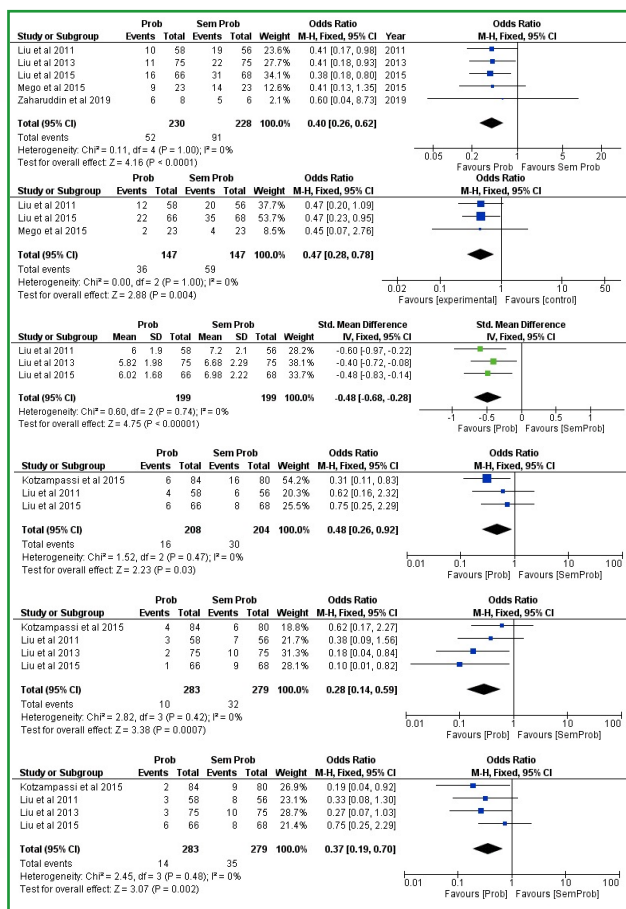 Prob Sem Prob Odds Ratio Odds Ratio
Study or Subgroup Events Total Events Total Weight M-H, Fixed, 95% CI Year M-H, Fixed, 95% CI
Liu et al 2011 10 58 19 56 23.6% 0.41 [0.17, 0.98] 2011
Liu et al 2013 11 75 22 75 27.7% 0.41 [0.18, 0.93] 2013
Liu et al 2015 16 66 31 68 34.1% 0.38 [0.18, 0.80] 2015
Mego et al 2015 9 23 14 23 12.5% 0.41 [0.13, 1.35] 2015
Zaharuddin et al 2019 6 8 5 6 2.1% 0.60 [0.04, 8.73] 2019
Total (95% CI) 230 228 100.0% 0.40 [0.26, 0.62]
Total events 52 91
Heterogeneity: Chi² = 0.11, df = 4 (P = 1.00); I² = 0%
Test for overall effect: Z = 4.16 (P < 0.0001)
0.05 0.2 1 5 20
Favours Prob Favours Sem Prob
Prob Sem Prob Odds Ratio Odds Ratio
Study or Subgroup Events Total Events Total Weight M-H, Fixed, 95% CI M-H, Fixed, 95% CI
Liu et al 2011 12 58 20 56 37.7% 0.47 [0.20, 1.09]
Liu et al 2015 22 66 35 68 53.7% 0.47 [0.23, 0.95]
Mego et al 2015 2 23 4 23 8.5% 0.45 [0.07, 2.76]
Total (95% CI) 147 147 100.0% 0.47 [0.28, 0.78]
Total events 36 59
Heterogeneity: Chi² = 0.00, df = 2 (P = 1.00); I² = 0%
Test for overall effect: Z = 2.88 (P = 0.004)
0.01 0.1 1 10 100
Favours [experimental] Favours [control]
Prob Sem Prob Std. Mean Difference Std. Mean Difference
Study or Subgroup Mean SD Total Mean SD Total Weight IV, Fixed, 95% CI IV, Fixed, 95% CI
Liu et al 2011 6 1.9 58 7.2 2.1 56 28.2% -0.60 [-0.97, -0.22]
Liu et al 2013 5.82 1.98 75 6.68 2.29 75 38.1% -0.40 [-0.72, -0.08]
Liu et al 2015 6.02 1.68 66 6.98 2.22 68 33.7% -0.48 [-0.83, -0.14]
Total (95% CI) 199 199 100.0% -0.48 [-0.68, -0.28]
Heterogeneity: Chi² = 0.60, df = 2 (P = 0.74); I² = 0%
Test for overall effect: Z = 4.75 (P < 0.00001)
-1 -0.5 0 0.5 1
Favours [Prob] Favours [SemProb]
Prob Sem Prob Odds Ratio Odds Ratio
Study or Subgroup Events Total Events Total Weight M-H, Fixed, 95% CI M-H, Fixed, 95% CI
Kotzampassi et al 2015 6 84 16 80 54.2% 0.31 [0.11, 0.83]
Liu et al 2011 4 58 6 56 20.3% 0.62 [0.16, 2.32]
Liu et al 2015 6 66 8 68 25.5% 0.75 [0.25, 2.29]
Total (95% CI) 208 204 100.0% 0.48 [0.26, 0.92]
Total events 16 30
Heterogeneity: Chi² = 1.52, df = 2 (P = 0.47); I² = 0%
Test for overall effect: Z = 2.23 (P = 0.03)
0.01 0.1 1 10 100
Favours [Prob] Favours [SemProb]
Prob Sem Prob Odds Ratio Odds Ratio
Study or Subgroup Events Total Events Total Weight M-H, Fixed, 95% CI M-H, Fixed, 95% CI
Kotzampassi et al 2015 4 84 6 80 18.8% 0.62 [0.17, 2.27]
Liu et al 2011 3 58 7 56 21.7% 0.38 [0.09, 1.56]
Liu et al 2013 2 75 10 75 31.3% 0.18 [0.04, 0.84]
Liu et al 2015 1 66 9 68 28.1% 0.10 [0.01, 0.82]
Total (95% CI) 283 279 100.0% 0.28 [0.14, 0.59]
Total events 10 32
Heterogeneity: Chi² = 2.82, df = 3 (P = 0.42); I² = 0%
Test for overall effect: Z = 3.38 (P = 0.0007)
0.01 0.1 1 10 100
Favours [Prob] Favours [SemProb]
Prob Sem Prob Odds Ratio Odds Ratio
Study or Subgroup Events Total Events Total Weight M-H, Fixed, 95% CI M-H, Fixed, 95% CI
Kotzampassi et al 2015 2 84 9 80 26.9% 0.19 [0.04, 0.92]
Liu et al 2011 3 58 8 56 23.1% 0.33 [0.08, 1.30]
Liu et al 2013 3 75 10 75 28.6% 0.27 [0.07, 1.03]
Liu et al 2015 6 66 8 68 21.4% 0.75 [0.25, 2.29]
Total (95% CI) 283 279 100.0% 0.37 [0.19, 0.70]
Total events 14 35
Heterogeneity: Chi² = 2.45, df = 3 (P = 0.48); I² = 0%
Test for overall effect: Z = 3.07 (P = 0.002)
0.01 0.1 1 10 100
Favours [Prob] Favours [SemProb]